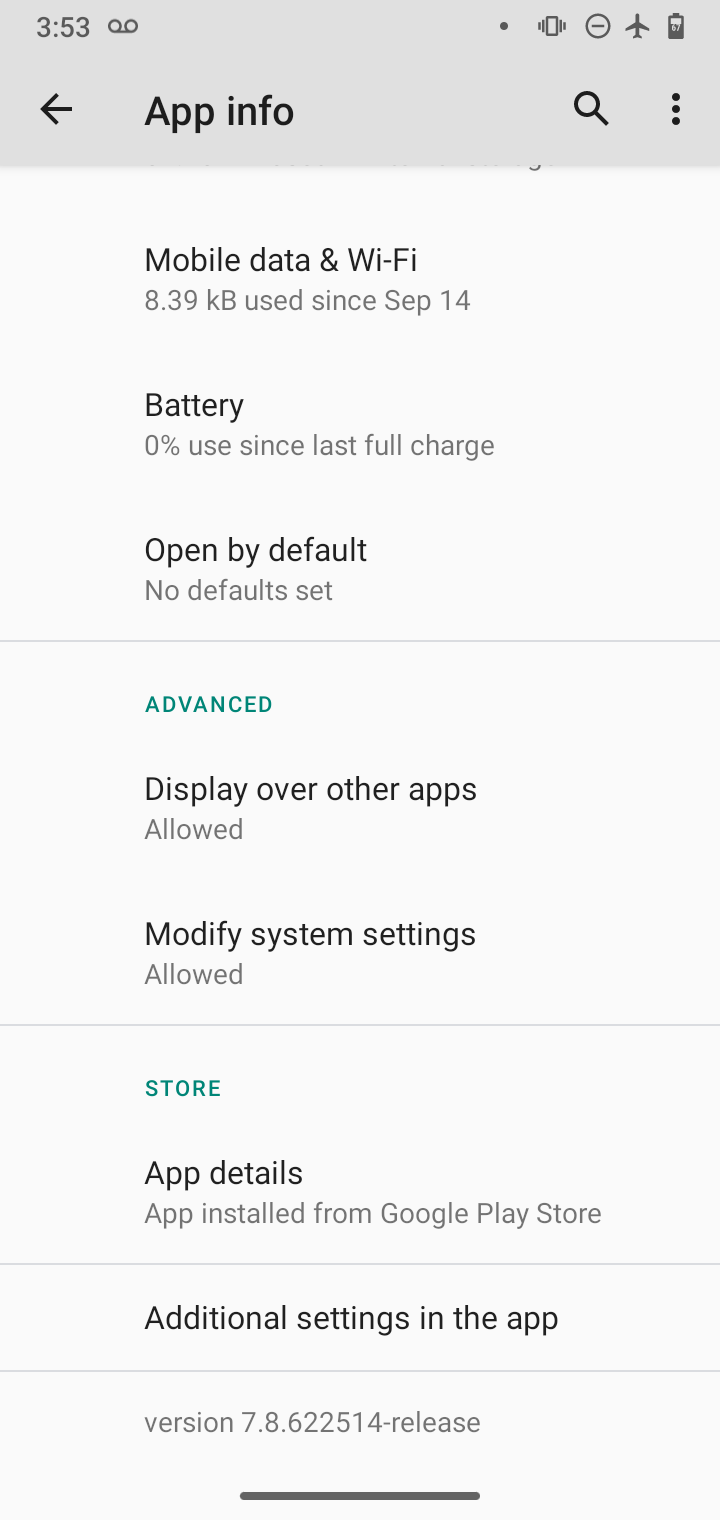 3:53
App info
Mobile data & Wi-Fi
8.39 kB used since Sep 14
Battery
0% use since last full charge
Open by default
No defaults set
ADVANCED
Display over other apps
Allowed
Modify system settings
Allowed
STORE
App details
App installed from Google Play Store
Additional settings in the app
version 7.8.622514-release